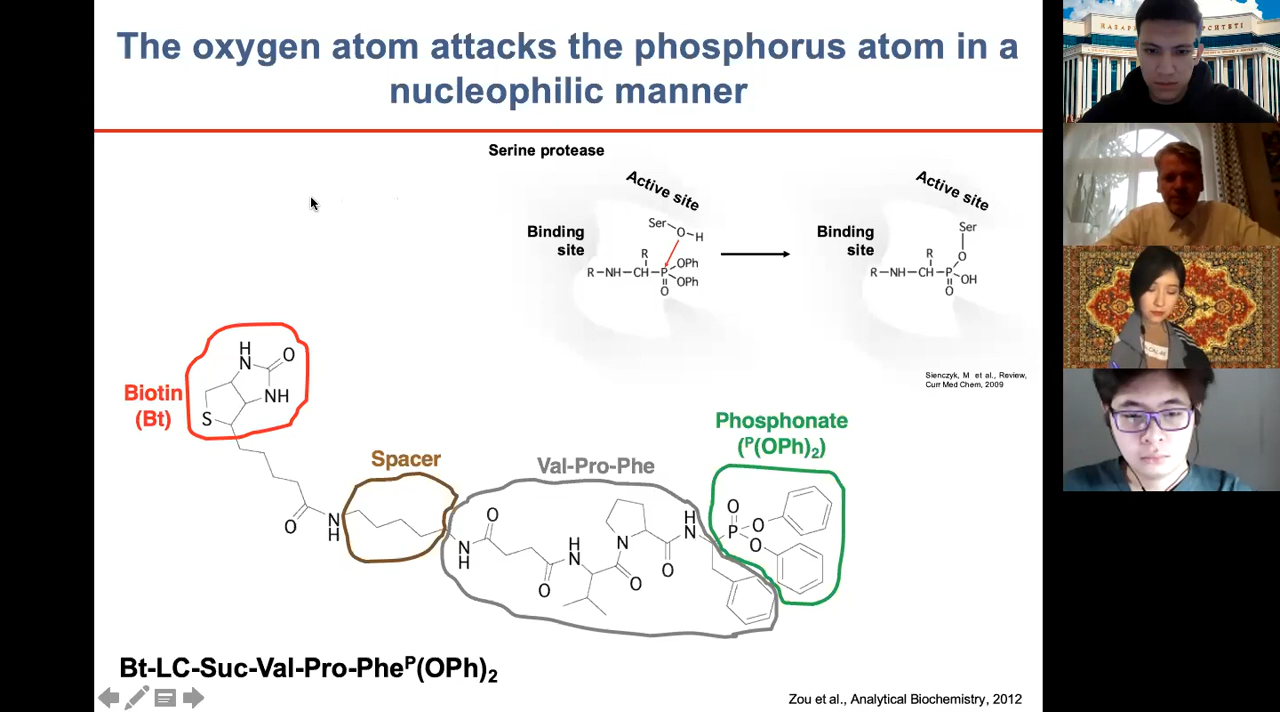 The oxygen atom attacks the phosphorus atom in a
nucleophilic manner
Serine protease
Active site
Binding
site
Ser
O-H
R
R-NH-CH-P
OPh
OPh
O
Active site
Binding
site
Ser
O
R
R-NH-CH-P
OH
O
Sienczyk, M et al., Review,
Curr Med Chem, 2009
Biotin
(Bt)
H
N
O
NH
S
Spacer
Val-Pro-Phe
Phosphonate
(ᴾ(OPh)₂)
O
N
H
N
H
O
O
H
N
O
N
O
H
N
O
P
O
O
Bt-LC-Suc-Val-Pro-Pheᴾ(OPh)₂
Zou et al., Analytical Biochemistry, 2012